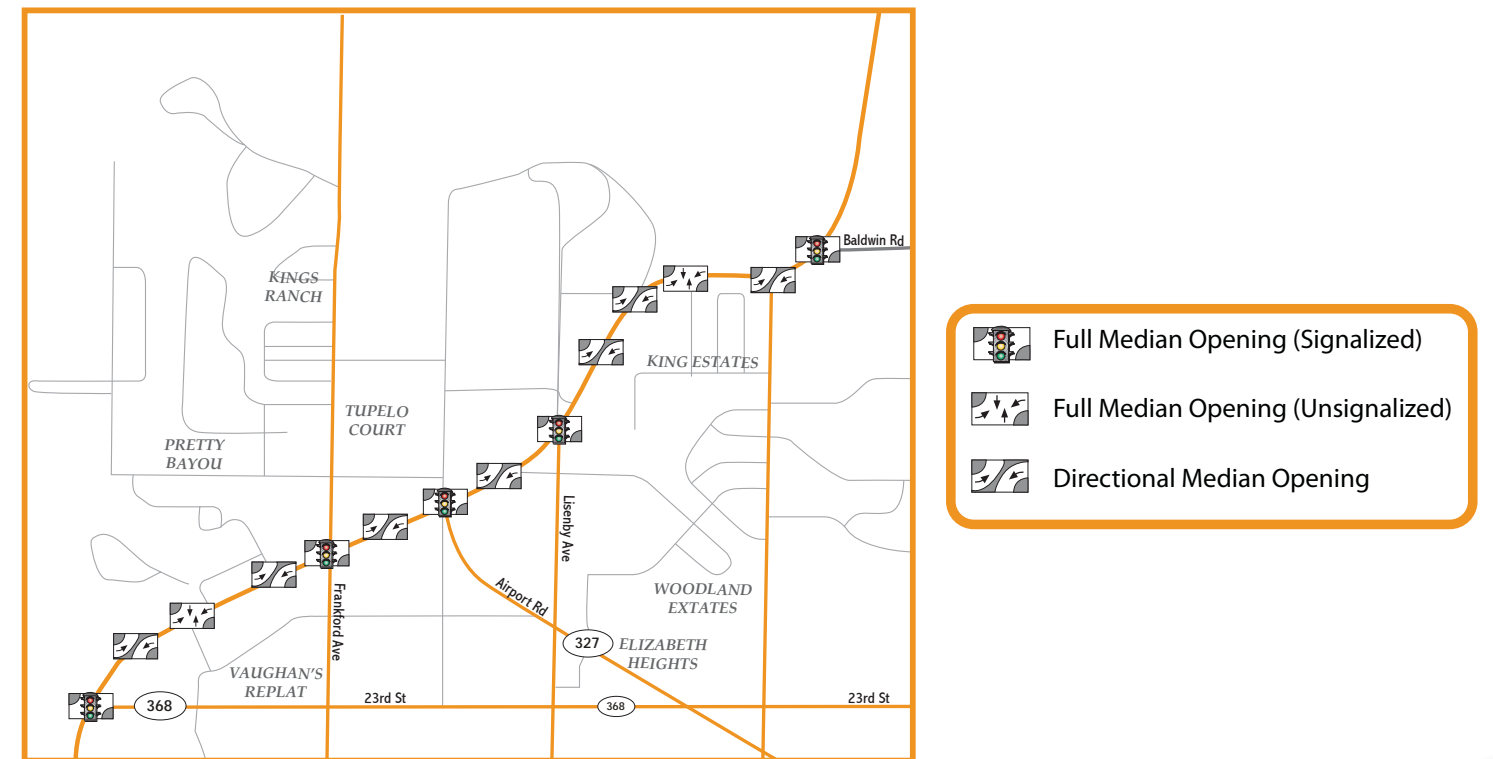 Baldwin Rd
KINGS
RANCH
KING ESTATES
TUPELO
COURT
PRETTY
BAYOU
Lisenby Ave
Frankford Ave
Airport Rd
WOODLAND
EXTATES
327
ELIZABETH
HEIGHTS
VAUGHAN'S
REPLAT
368
23rd St
368
23rd St
Full Median Opening (Signalized)
Full Median Opening (Unsignalized)
Directional Median Opening